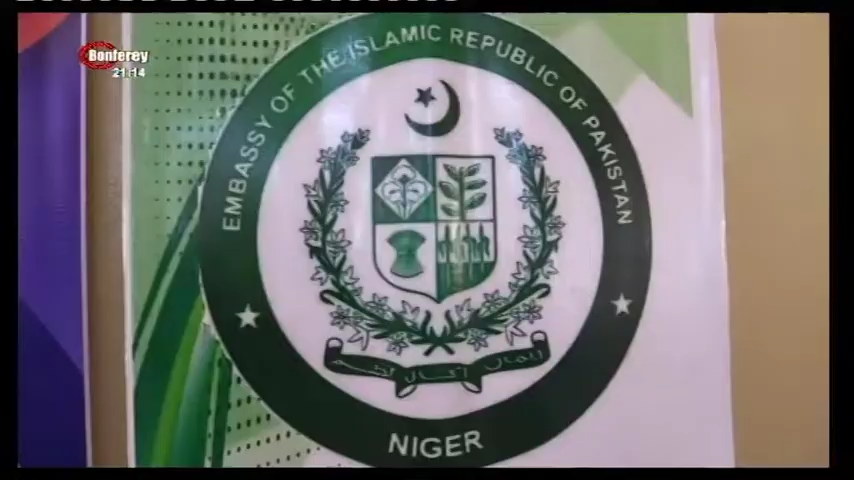 Bonferey
21:14
EMBASSY OF THE ISLAMIC REPUBLIC OF PAKISTAN
NIGER